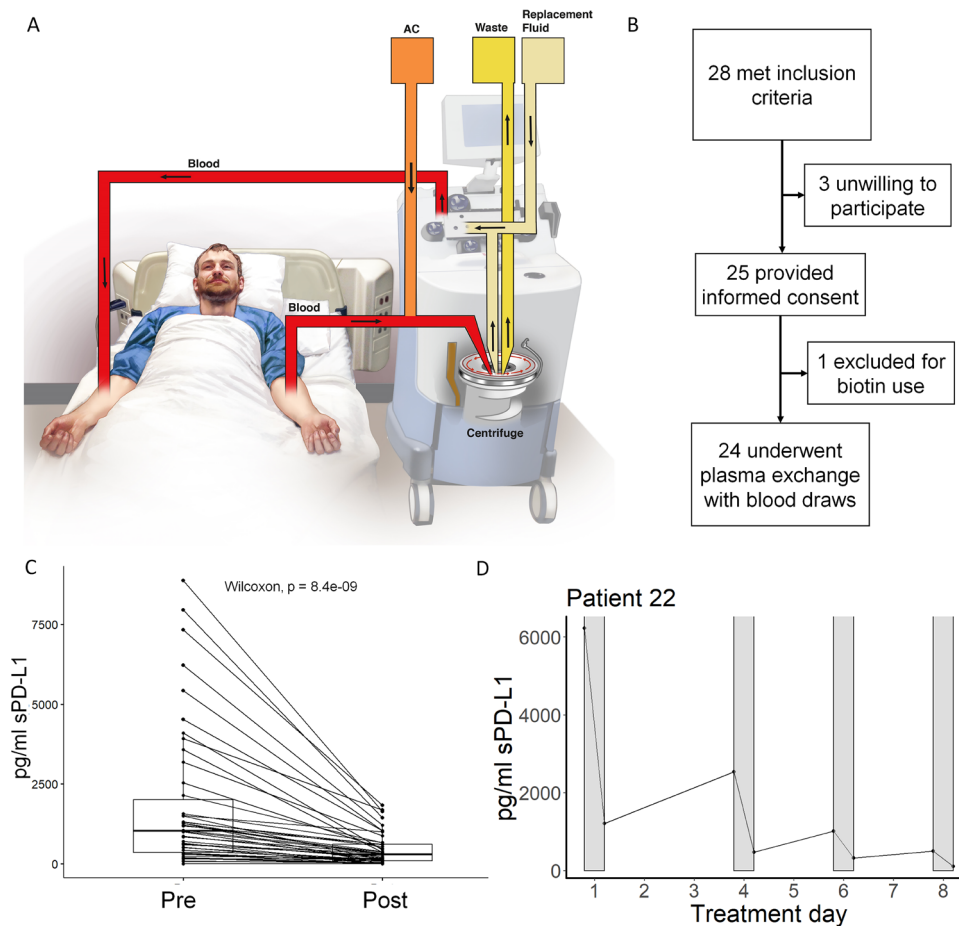 A
AC
Waste
Replacement
Fluid
Blood
Blood
Centrifuge
B
28 met inclusion
criteria
3 unwilling to
participate
25 provided
informed consent
1 excluded for
biotin use
24 underwent
plasma exchange
with blood draws
C
Wilcoxon, p = 8.4e-09
pg/ml sPD-L1
7500
5000
2500
0
Pre
Post
D
Patient 22
pg/ml sPD-L1
6000
4000
2000
0
1 2 3 4 5 6 7 8
Treatment day